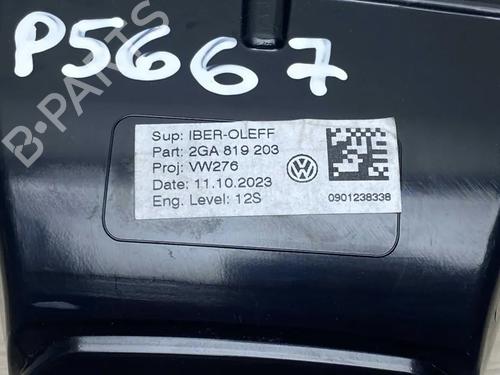 P5667
B-PARTS
Sup: IBER-OLEFF
Part: 2GA 819 203
Proj: VW276
Date: 11.10.2023
Eng. Level: 12S
VW
0901238338